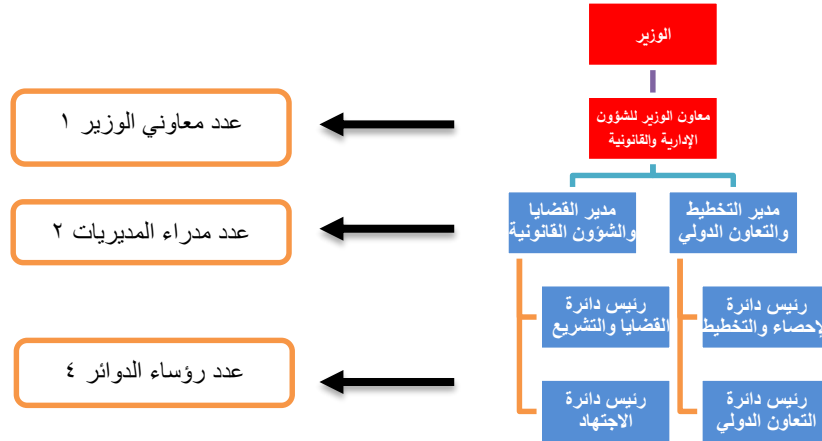 الوزير
معاون الوزير للشؤون
الإدارية والقانونية
عدد معاوني الوزير ١
مدير التخطيط
والتعاون الدولي
مدير القضايا
والشؤون القانونية
عدد مدراء المديريات ٢
رئيس دائرة
لإحصاء والتخطيط
رئيس دائرة
القضايا والتشريع
رئيس دائرة
التعاون الدولي
رئيس دائرة
الاجتهاد
عدد رؤساء الدوائر ٤